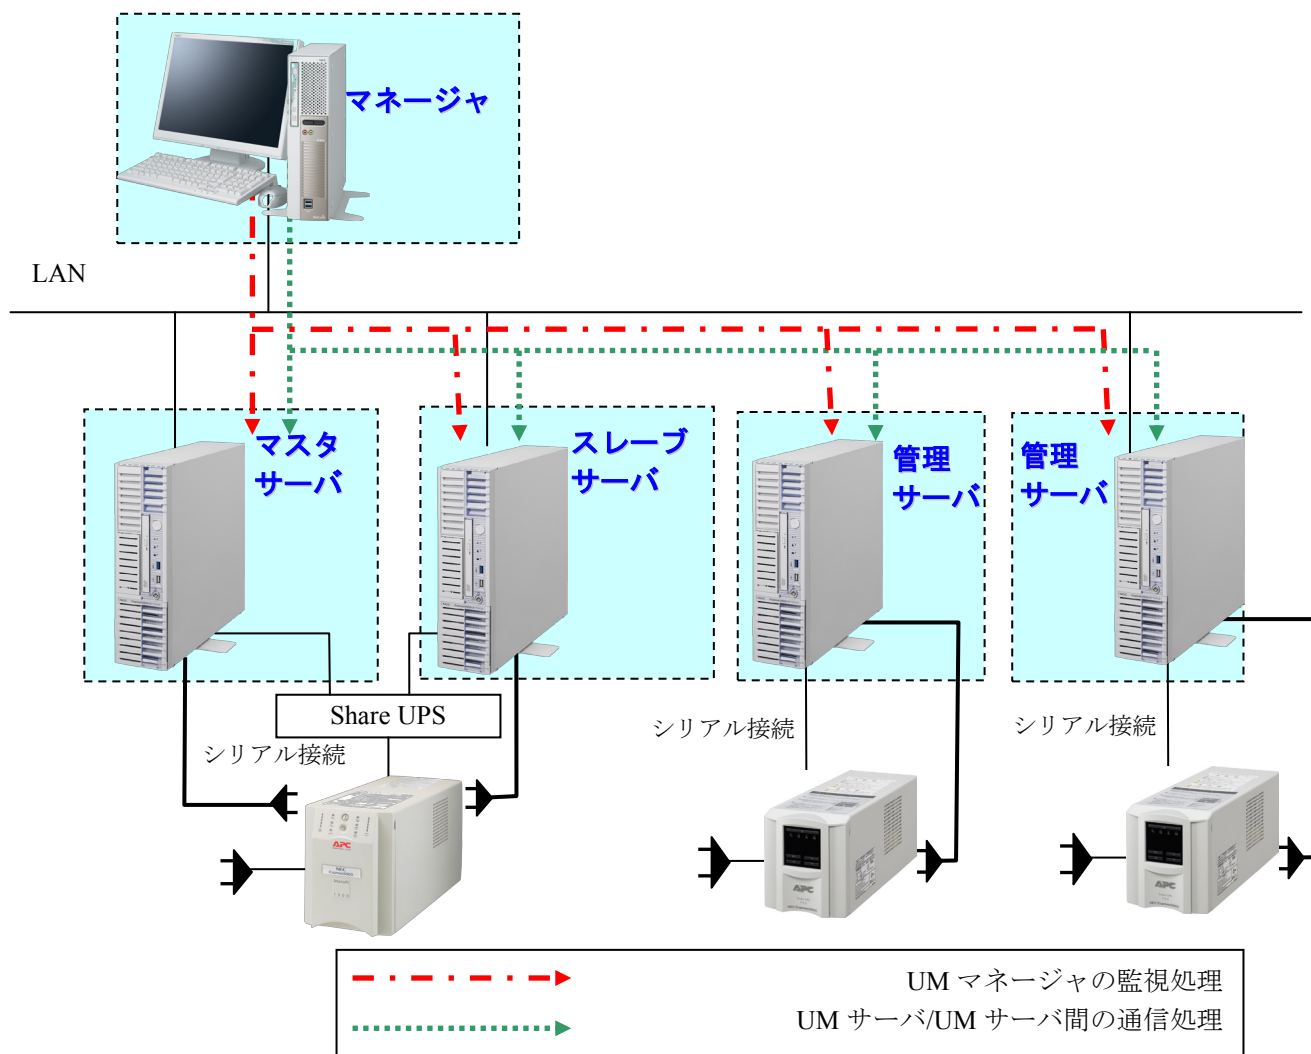 マネージャ
LAN
マスタ
サーバ
スレーブ
サーバ
管理
サーバ
管理
サーバ
Share UPS
シリアル接続
シリアル接続
シリアル接続
APC
APC
APC
UM マネージャの監視処理
UM サーバ/UM サーバ間の通信処理